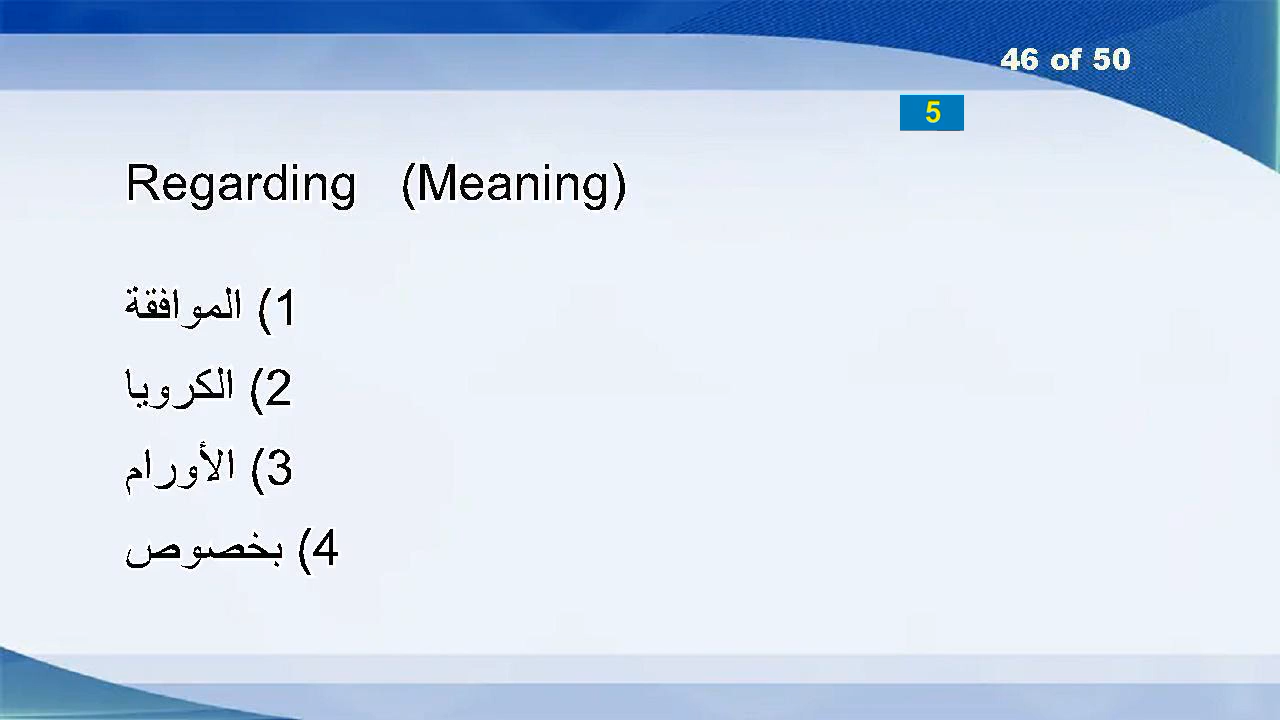 46 of 50
5
Regarding (Meaning)
1) الموافقة
2) الكرويا
3) الأورام
4) بخصوص